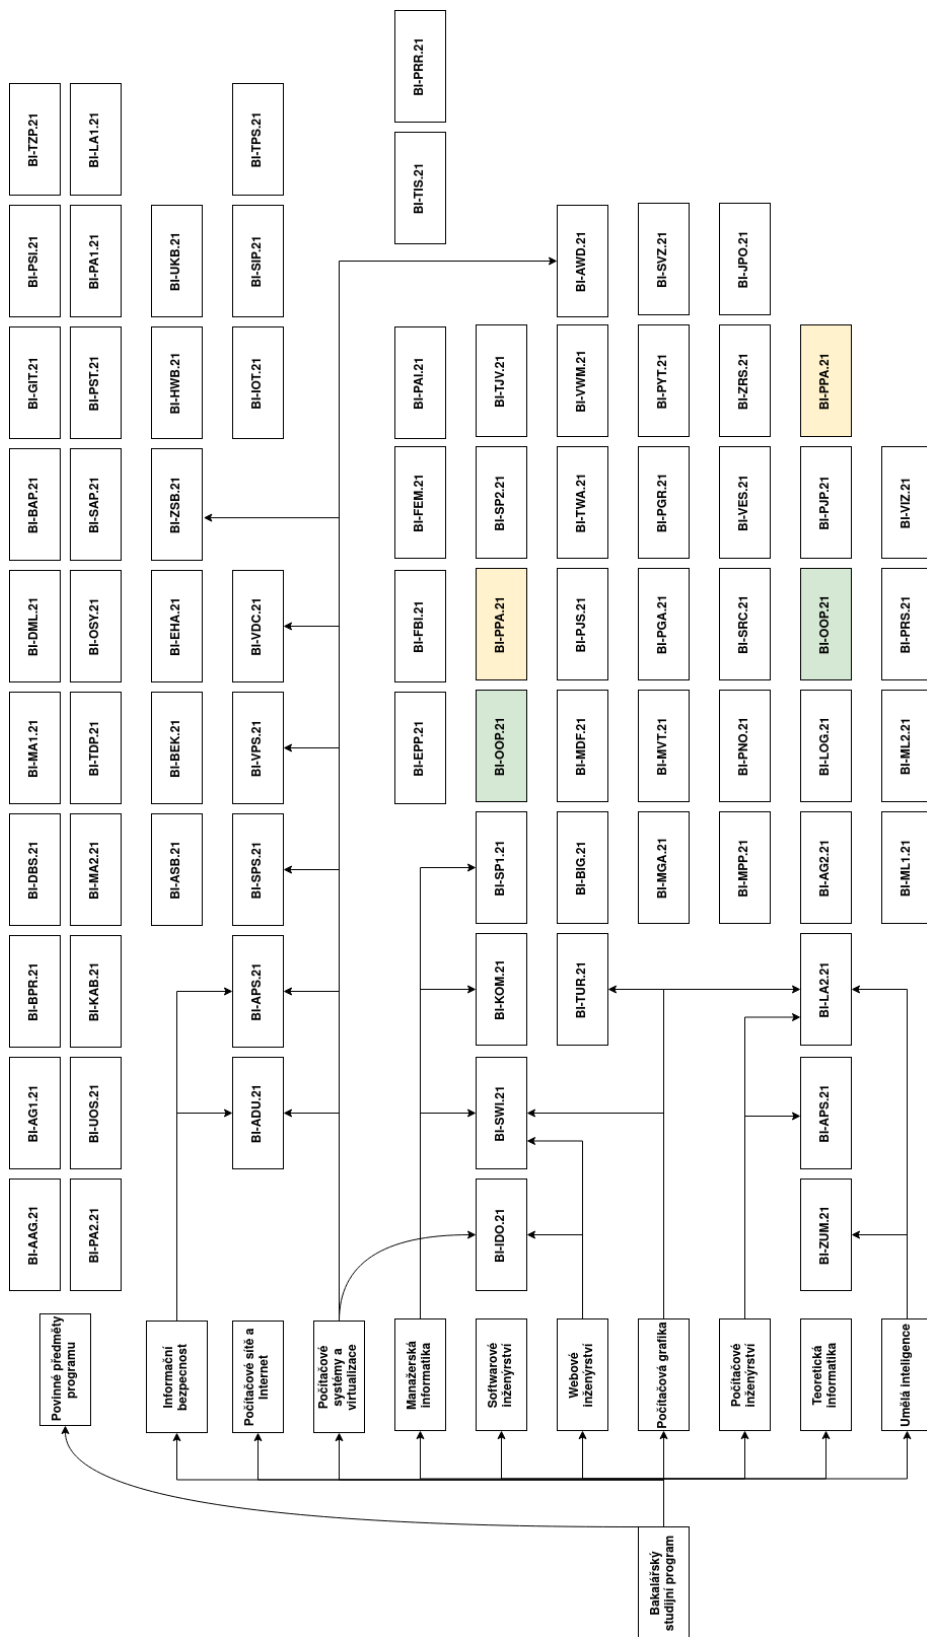 Povinné předměty
programu
BI-AAG.21
BI-AG1.21
BI-BPR.21
BI-DBS.21
BI-MA1.21
BI-DML.21
BI-BAP.21
BI-GIT.21
BI-PSI.21
BI-TZP.21
BI-PA2.21
BI-UOS.21
BI-KAB.21
BI-MA2.21
BI-TDP.21
BI-OSY.21
BI-SAP.21
BI-PST.21
BI-PA1.21
BI-LA1.21
Informační
bezpecnost
BI-ASB.21
BI-BEK.21
BI-EHA.21
BI-ZSB.21
BI-HWB.21
BI-UKB.21
Počítačové sítě a
Internet
BI-ADU.21
BI-APS.21
BI-SPS.21
BI-VPS.21
BI-VDC.21
BI-IOT.21
BI-SIP.21
BI-TPS.21
Počítačové
systémy a
virtualizace
Manažerská
informatika
BI-EPP.21
BI-FBI.21
BI-FEM.21
BI-PAI.21
BI-TIS.21
BI-PRR.21
Softwarové
inženýrství
BI-IDO.21
BI-SWI.21
BI-KOM.21
BI-SP1.21
BI-OOP.21
BI-PPA.21
BI-SP2.21
BI-TJV.21
Webové
inženýrství
BI-TUR.21
BI-BIG.21
BI-MDF.21
BI-PJS.21
BI-TWA.21
BI-VWM.21
BI-AWD.21
Bakalářský
studijní program
Počítačová grafika
BI-MGA.21
BI-MVT.21
BI-PGA.21
BI-PGR.21
BI-PYT.21
BI-SVZ.21
Počítačové
inženýrství
BI-MPP.21
BI-PNO.21
BI-SRC.21
BI-VES.21
BI-ZRS.21
BI-JPO.21
Teoretická
informatika
BI-ZUM.21
BI-APS.21
BI-LA2.21
BI-AG2.21
BI-LOG.21
BI-OOP.21
BI-PJP.21
BI-PPA.21
Umělá inteligence
BI-ML1.21
BI-ML2.21
BI-PRS.21
BI-VIZ.21